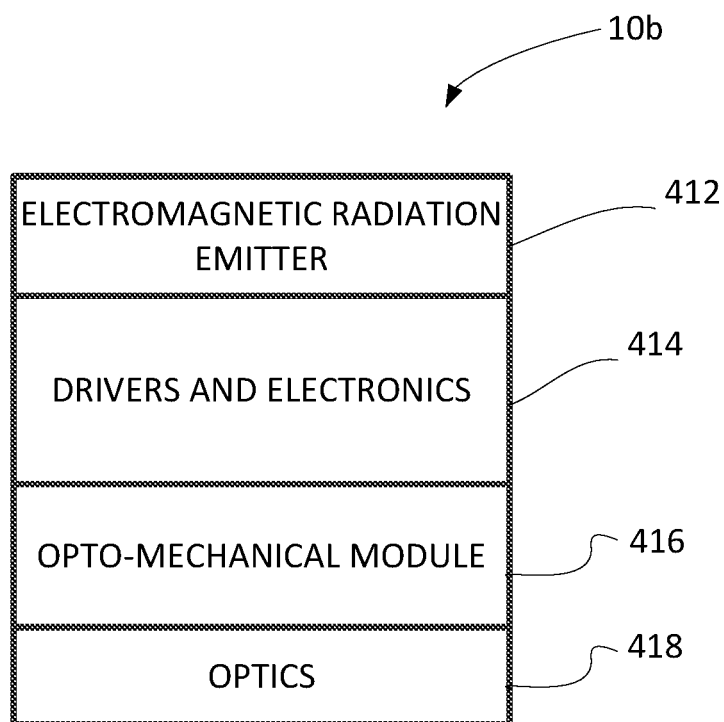 10b
ELECTROMAGNETIC RADIATION
EMITTER
412
DRIVERS AND ELECTRONICS
414
OPTO-MECHANICAL MODULE
416
OPTICS
418